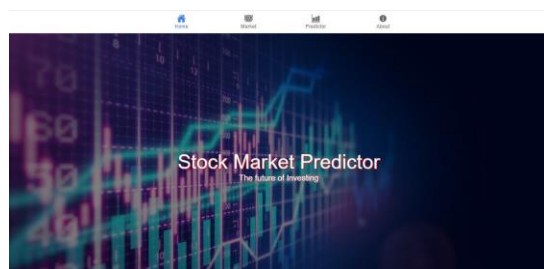 Home
Market
Predictor
About
Stock Market Predictor
The future of Investing